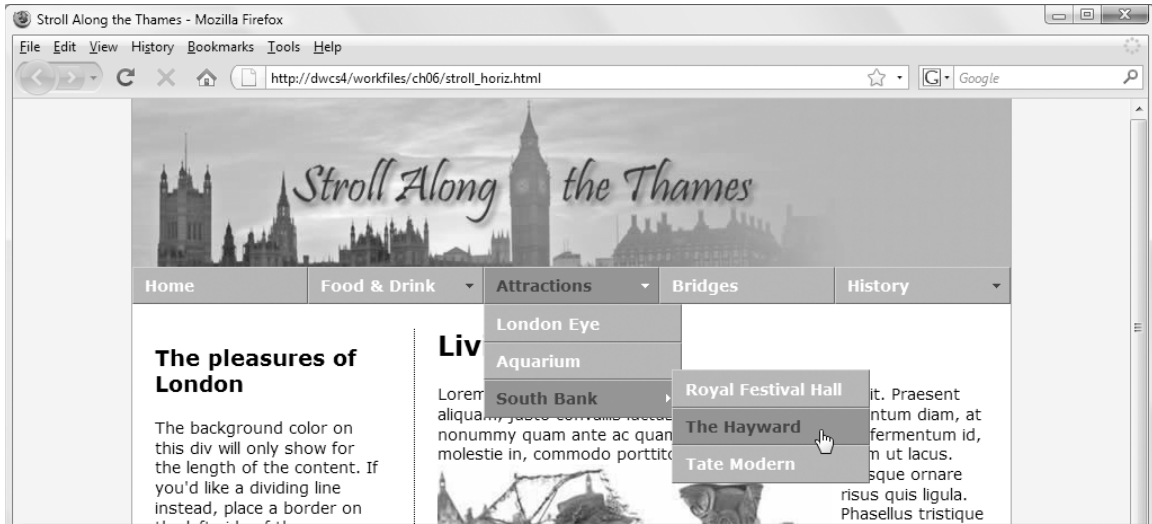 Stroll Along the Thames - Mozilla Firefox
File Edit View History Bookmarks Tools Help
http://dwcs4/workfiles/ch06/stroll_horiz.html
G Google
Stroll Along the Thames
Home Food & Drink Attractions Bridges History
London Eye
Aquarium
South Bank
Royal Festival Hall
The Hayward
Tate Modern
The pleasures of
London
The background color on
this div will only show for
the length of the content. If
you'd like a dividing line
instead, place a border on
Liv
Lorem
it. Praesent
aliquam, justo convallis
ntum diam, at
nonummy quam ante ac quam
fermentum id,
molestie in, commodo porttito
m ut lacus.
sque ornare
risus quis ligula.
Phasellus tristique